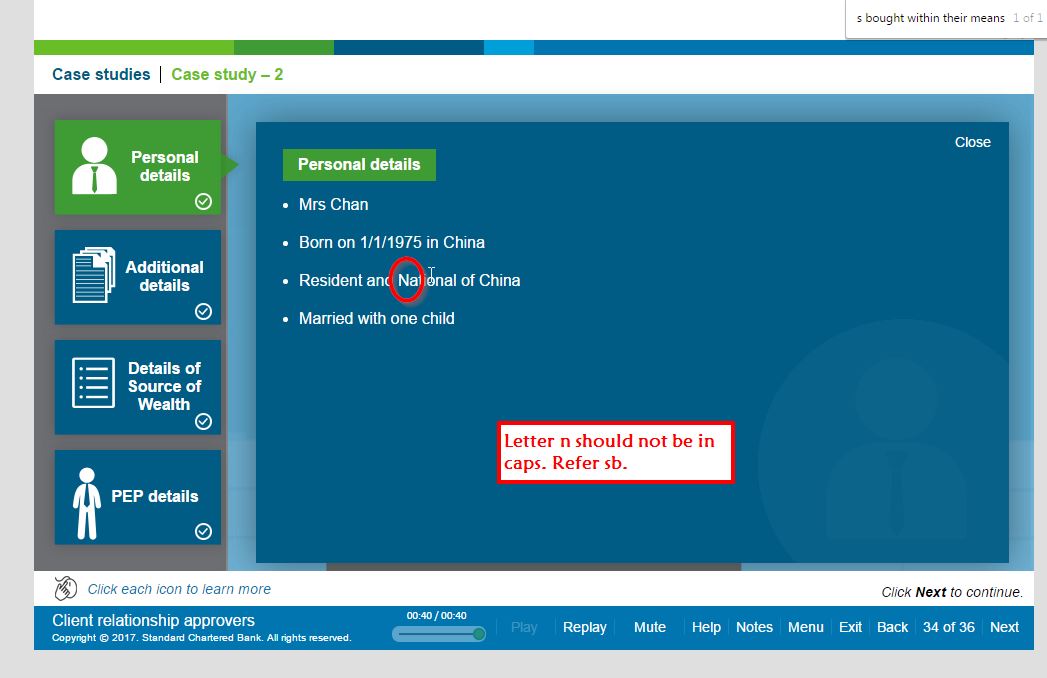 s bought within their means 1 of 1
Case studies | Case study – 2
Personal
details
Additional
details
Details of
Source of
Wealth
PEP details
Close
Personal details
• Mrs Chan
• Born on 1/1/1975 in China
• Resident and National of China
• Married with one child
Letter n should not be in
caps. Refer sb.
Click each icon to learn more
Click Next to continue.
Client relationship approvers
Copyright © 2017. Standard Chartered Bank. All rights reserved.
00:40 / 00:40
Play Replay Mute Help Notes Menu Exit Back 34 of 36 Next